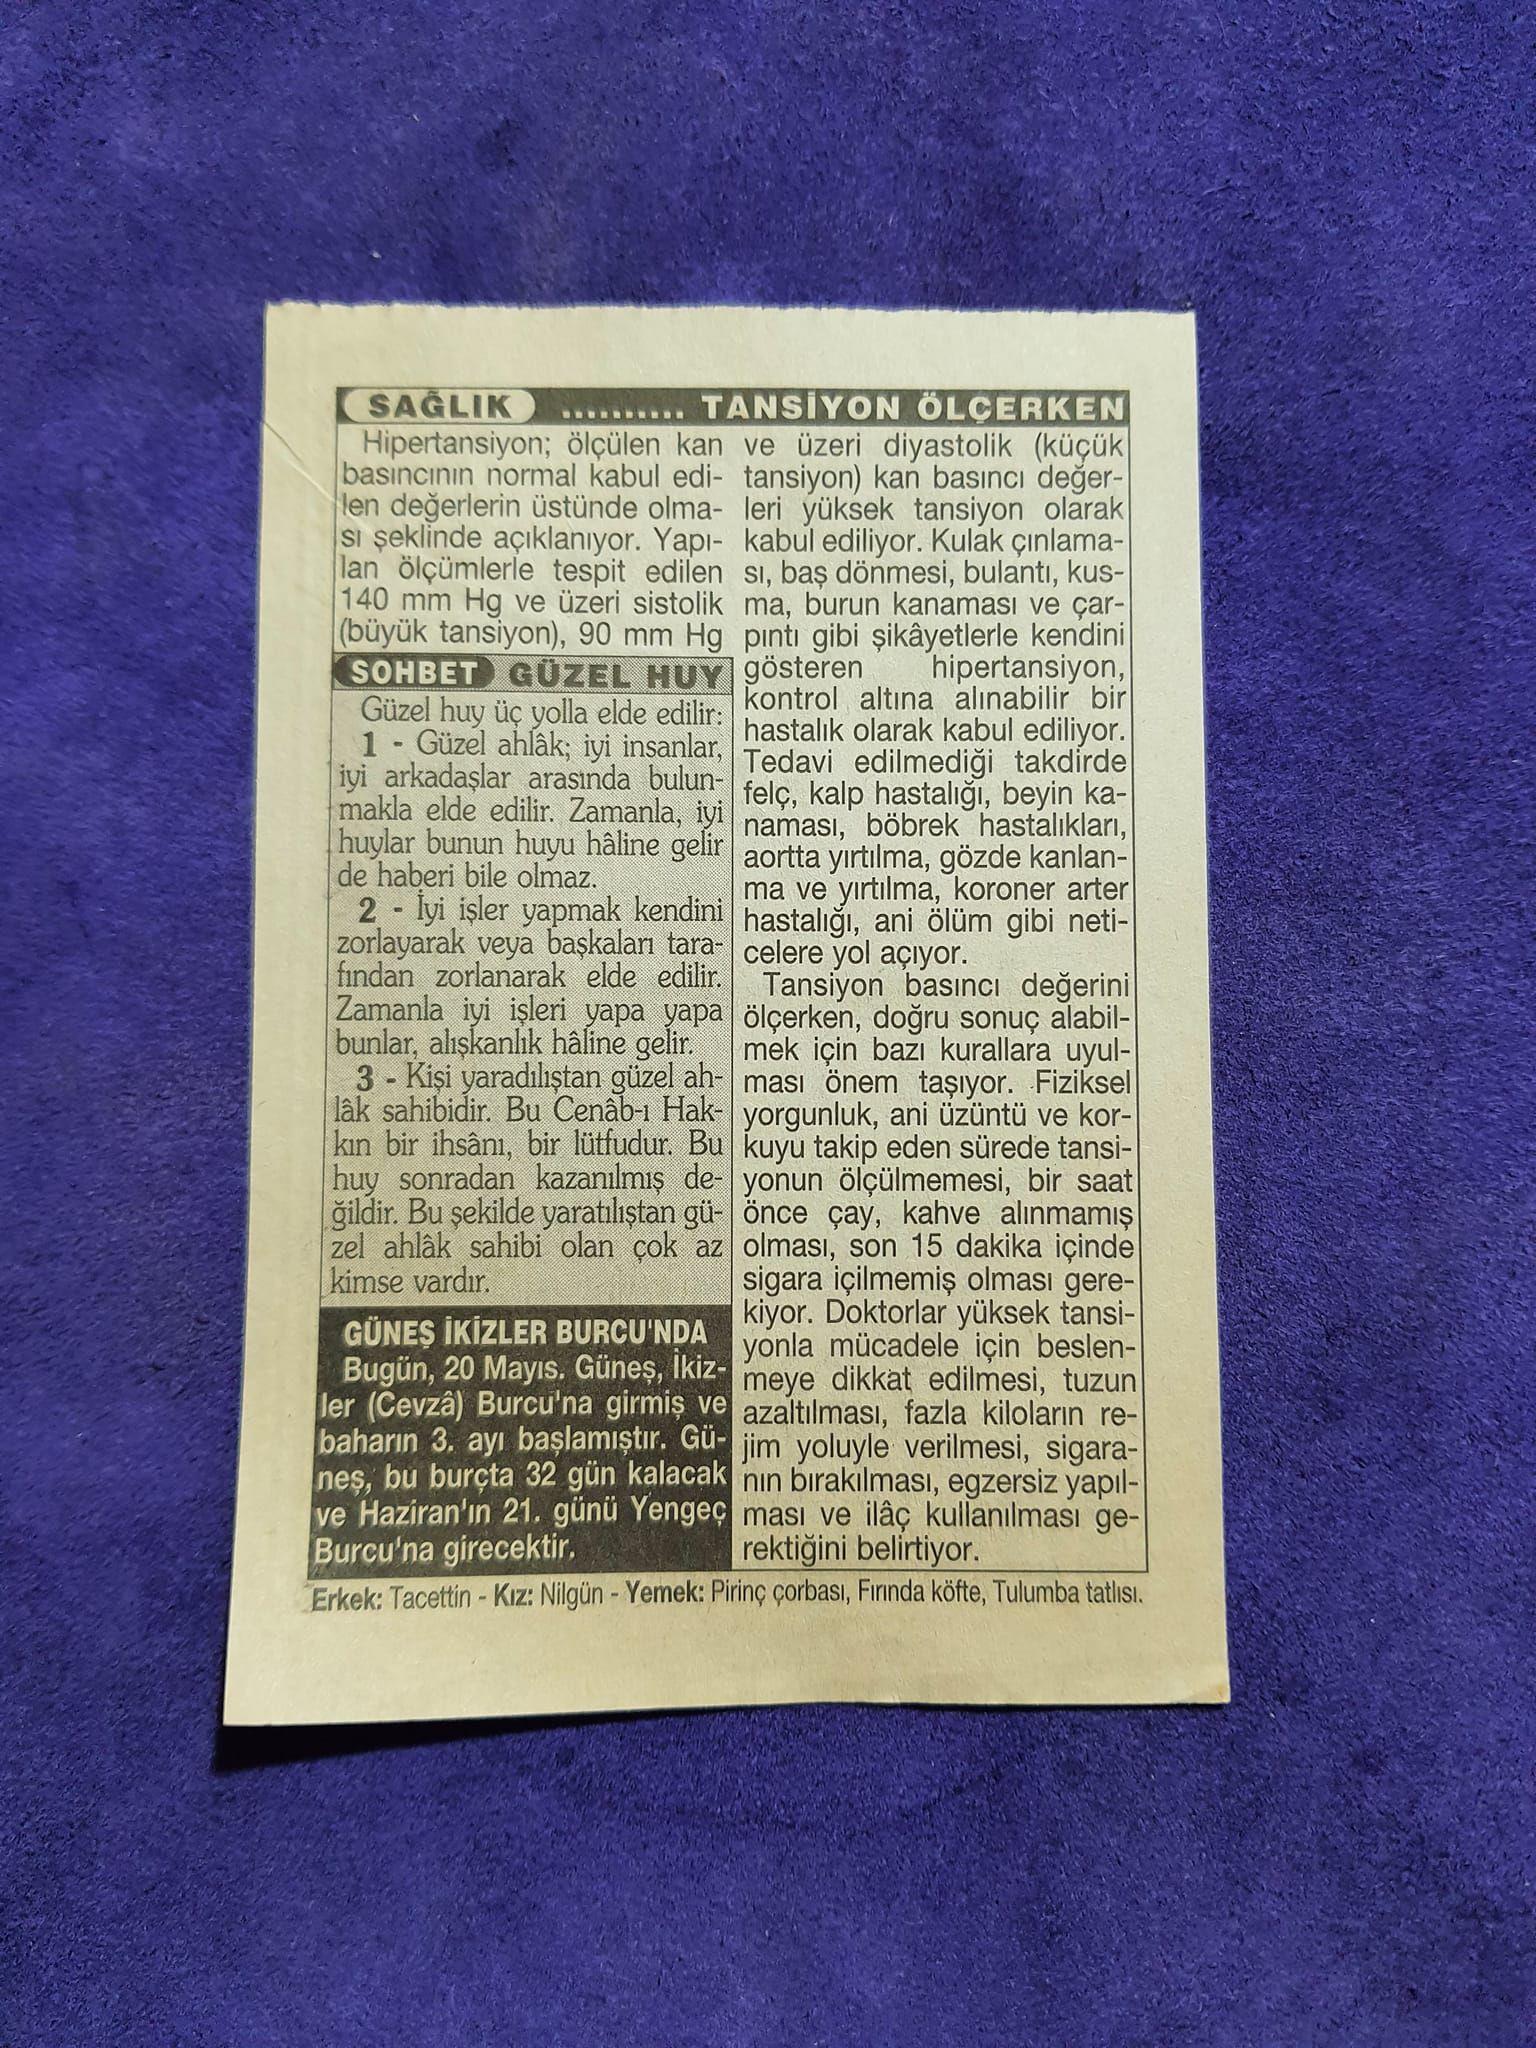 SAĞLIK .......... TANSİYON ÖLÇERKEN
Hipertansiyon; ölçülen kan
basıncının normal kabul edi-
len değerlerin üstünde olma-
sı şeklinde açıklanıyor. Yapı-
lan ölçümlerle tespit edilen
140 mm Hg ve üzeri sistolik
(büyük tansiyon), 90 mm Hg
ve üzeri diyastolik (küçük
tansiyon) kan basıncı değer-
leri yüksek tansiyon olarak
kabul ediliyor. Kulak çınlama-
sı, baş dönmesi, bulantı, kus-
ma, burun kanaması ve çar-
pıntı gibi şikâyetlerle kendini
gösteren hipertansiyon,
kontrol altına alınabilir bir
hastalık olarak kabul ediliyor.
Tedavi edilmediği takdirde
felç, kalp hastalığı, beyin ka-
naması, böbrek hastalıkları,
aortta yırtılma, gözde kanlan-
ma ve yırtılma, koroner arter
hastalığı, ani ölüm gibi neti-
celere yol açıyor.
Tansiyon basıncı değerini
ölçerken, doğru sonuç alabil-
mek için bazı kurallara uyul-
ması önem taşıyor. Fiziksel
yorgunluk, ani üzüntü ve kor-
kuyu takip eden sürede tansi-
yonun ölçülmemesi, bir saat
önce çay, kahve alınmamış
olması, son 15 dakika içinde
sigara içilmemiş olması gere-
kiyor. Doktorlar yüksek tansi-
yonla mücadele için beslen-
meye dikkat edilmesi, tuzun
azaltılması, fazla kiloların re-
jim yoluyle verilmesi, sigara-
nın bırakılması, egzersiz yapıl-
ması ve ilâç kullanılması ge-
rektiğini belirtiyor.
SOHBET GÜZEL HUY
Güzel huy üç yolla elde edilir:
1 - Güzel ahlâk; iyi insanlar,
iyi arkadaşlar arasında bulun-
makla elde edilir. Zamanla, iyi
huylar bunun huyu hâline gelir
de haberi bile olmaz.
2 - İyi işler yapmak kendini
zorlayarak veya başkaları tara-
fından zorlanarak elde edilir.
Zamanla iyi işleri yapa yapa
bunlar, alışkanlık hâline gelir.
3 - Kişi yaradılıştan güzel ah-
lâk sahibidir. Bu Cenâb-ı Hak-
kın bir ihsânı, bir lütfudur. Bu
huy sonradan kazanılmış de-
ğildir. Bu şekilde yaratılıştan gü-
zel ahlâk sahibi olan çok az
kimse vardır.
GÜNEŞ İKİZLER BURCU'NDA
Bugün, 20 Mayıs. Güneş, İkiz-
ler (Cevzâ) Burcu'na girmiş ve
baharın 3. ayı başlamıştır. Gü-
neş, bu burçta 32 gün kalacak
ve Haziran'ın 21. günü Yengeç
Burcu'na girecektir.
Erkek: Tacettin - Kız: Nilgün - Yemek: Pirinç çorbası, Fırında köfte, Tulumba tatlısı.